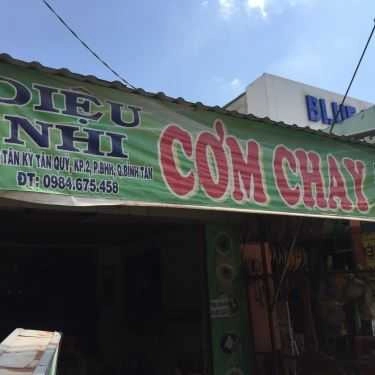 DIỆU
NHI
TÂN KỲ TÂN QUÝ, KP.2, P.BHH, Q.BÌNH TÂN
ĐT: 0984.675.458
CƠM CHAY
BLUE